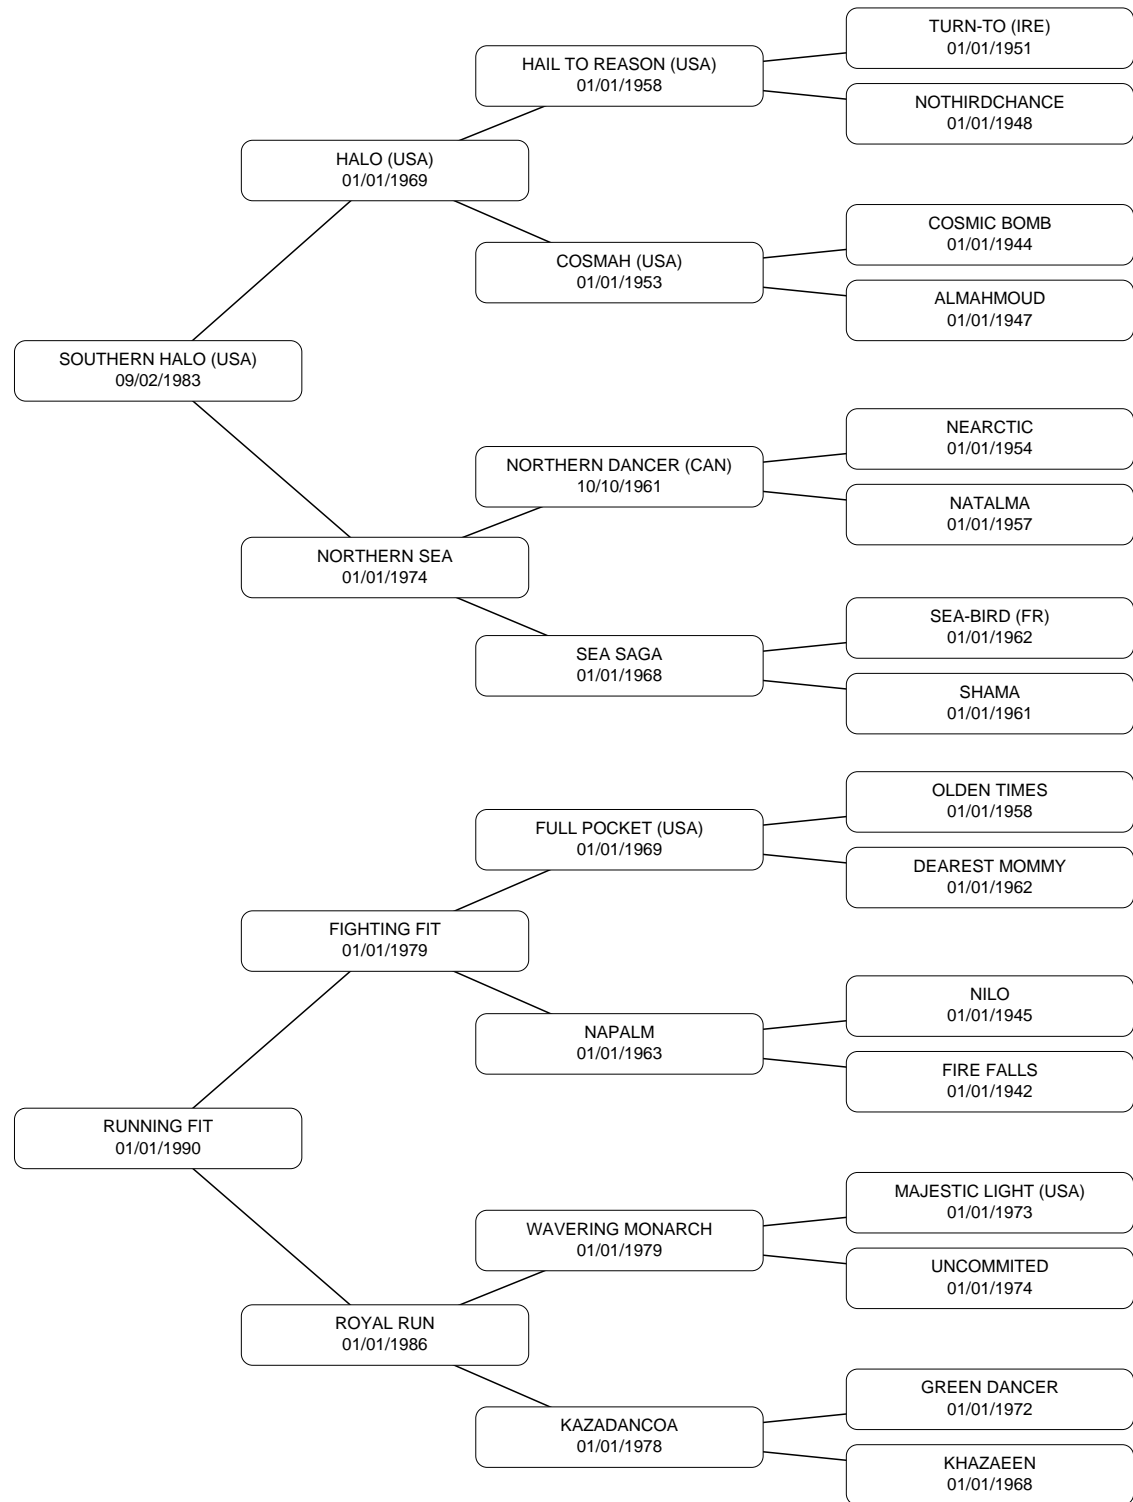 TURN-TO (IRE)
01/01/1951
HAIL TO REASON (USA)
01/01/1958
NOTHIRDCHANCE
01/01/1948
HALO (USA)
01/01/1969
COSMIC BOMB
01/01/1944
COSMAH (USA)
01/01/1953
ALMAHMOUD
01/01/1947
SOUTHERN HALO (USA)
09/02/1983
NEARCTIC
01/01/1954
NORTHERN DANCER (CAN)
10/10/1961
NATALMA
01/01/1957
NORTHERN SEA
01/01/1974
SEA-BIRD (FR)
01/01/1962
SEA SAGA
01/01/1968
SHAMA
01/01/1961
OLDEN TIMES
01/01/1958
FULL POCKET (USA)
01/01/1969
DEAREST MOMMY
01/01/1962
FIGHTING FIT
01/01/1979
NILO
01/01/1945
NAPALM
01/01/1963
FIRE FALLS
01/01/1942
RUNNING FIT
01/01/1990
MAJESTIC LIGHT (USA)
01/01/1973
WAVERING MONARCH
01/01/1979
UNCOMMITED
01/01/1974
ROYAL RUN
01/01/1986
GREEN DANCER
01/01/1972
KAZADANCOA
01/01/1978
KHAZAEEN
01/01/1968